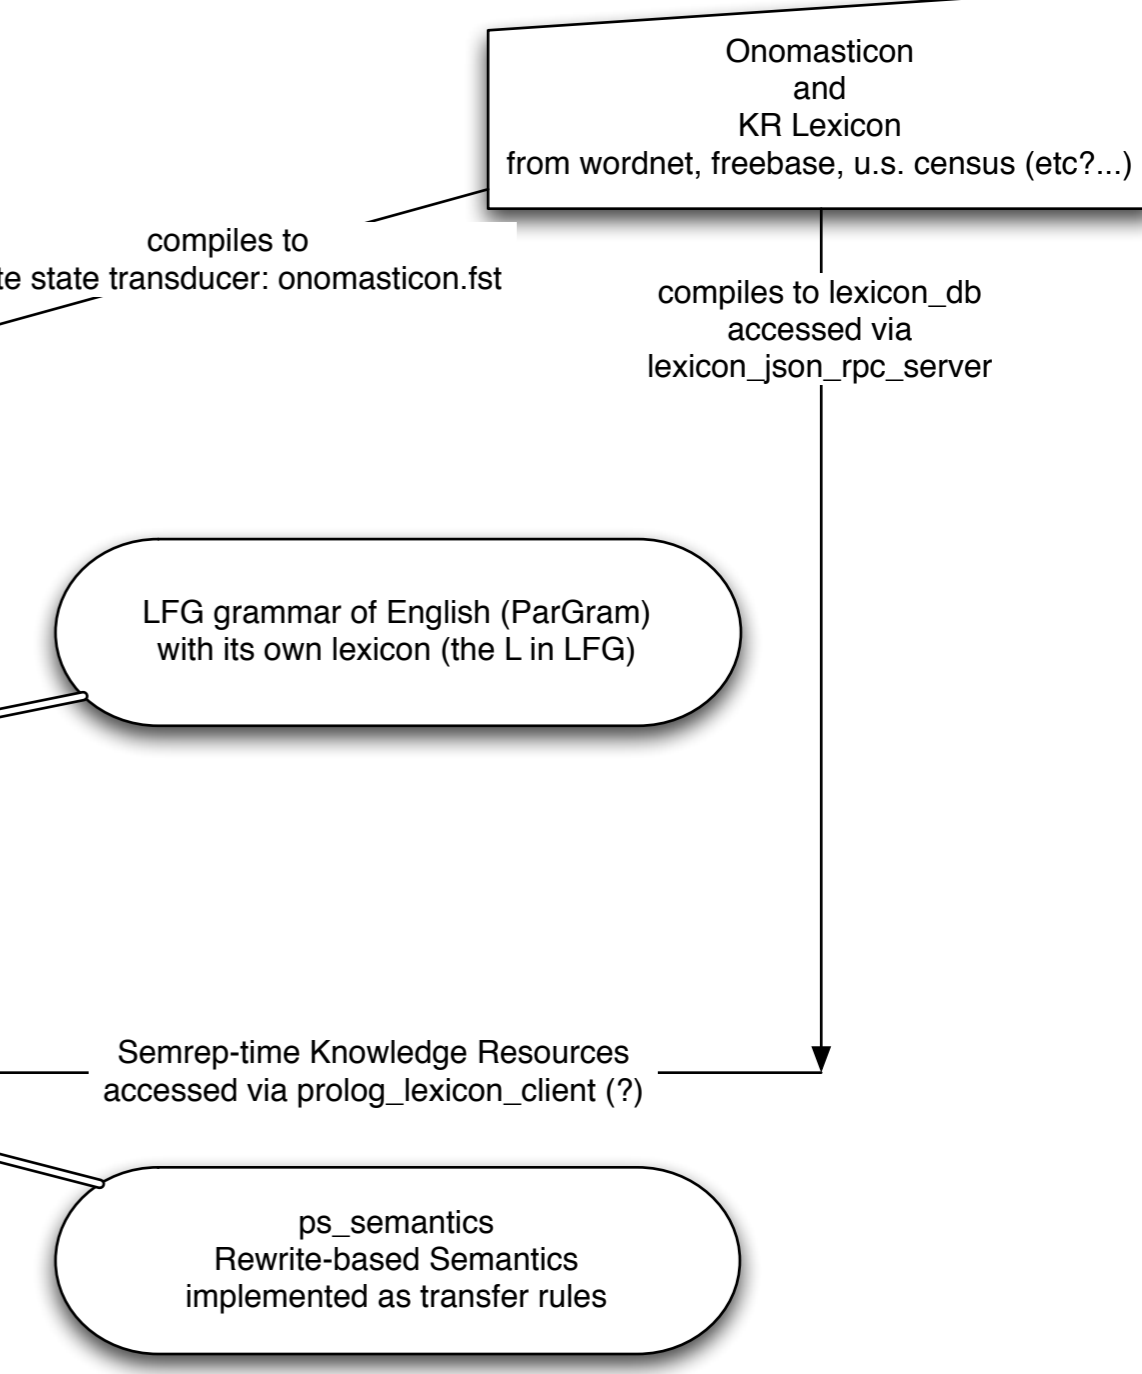 Onomasticon
and
KR Lexicon
from wordnet, freebase, u.s. census (etc?...)
compiles to
te state transducer: onomasticon.fst
compiles to lexicon_db
accessed via
lexicon_json_rpc_server
LFG grammar of English (ParGram)
with its own lexicon (the L in LFG)
Semrep-time Knowledge Resources
accessed via prolog_lexicon_client (?)
ps_semantics
Rewrite-based Semantics
implemented as transfer rules